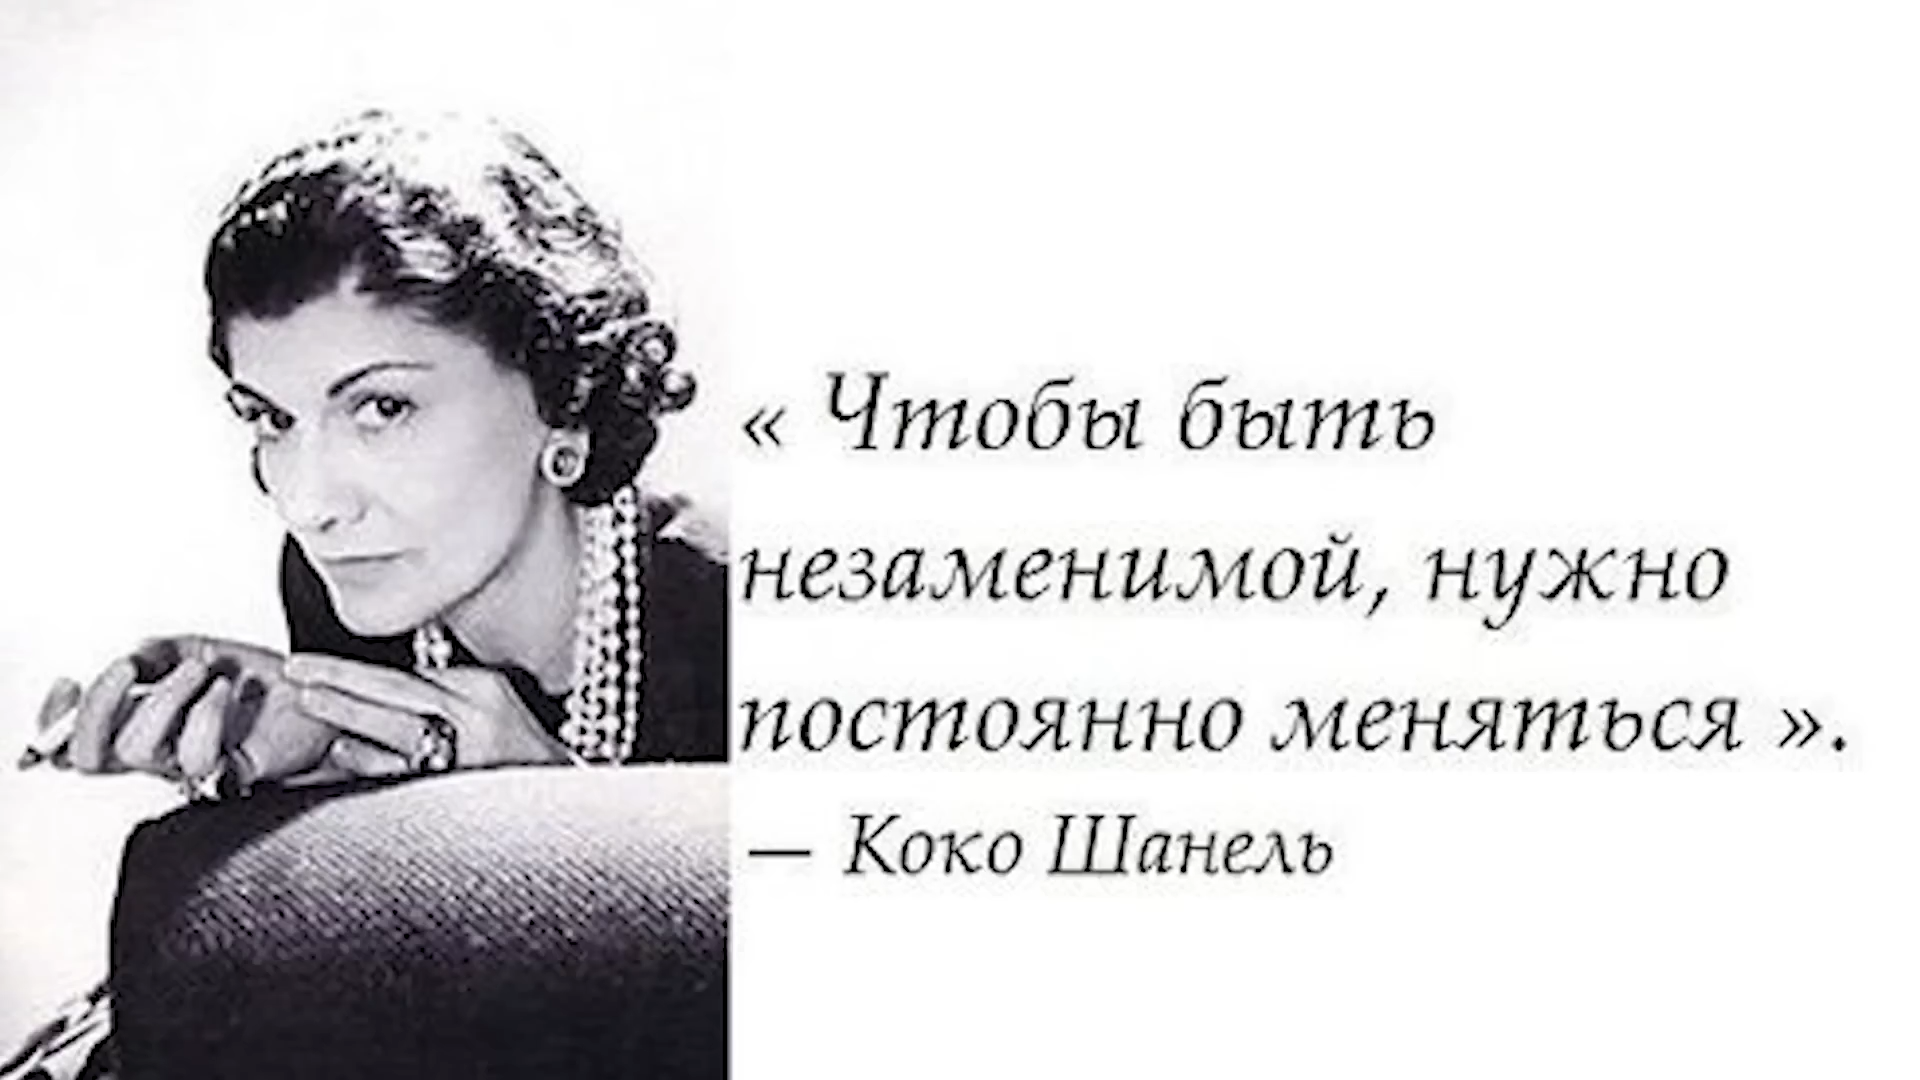 « Чтобы быть
незаменимой, нужно
постоянно меняться ».
— Коко Шанель